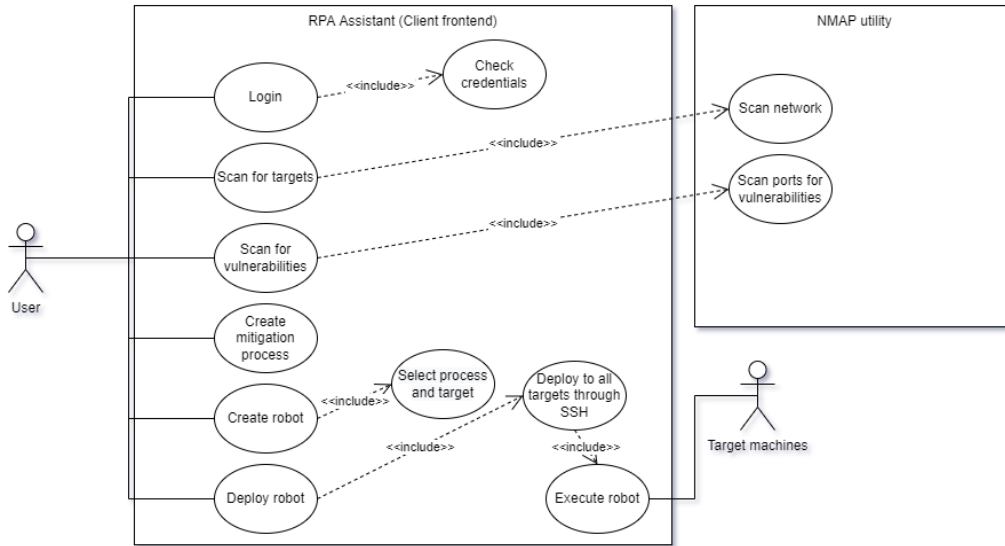 RPA Assistant (Client frontend)
NMAP utility
Login
<<include>>
Check
credentials
Scan for targets
<<include>>
Scan network
Scan for
vulnerabilities
<<include>>
Scan ports for
vulnerabilities
User
Create
mitigation
process
Create robot
<<include>>
Select process
and target
Deploy to all
targets through
SSH
Target machines
Deploy robot
<<include>>
<<include>>
Execute robot